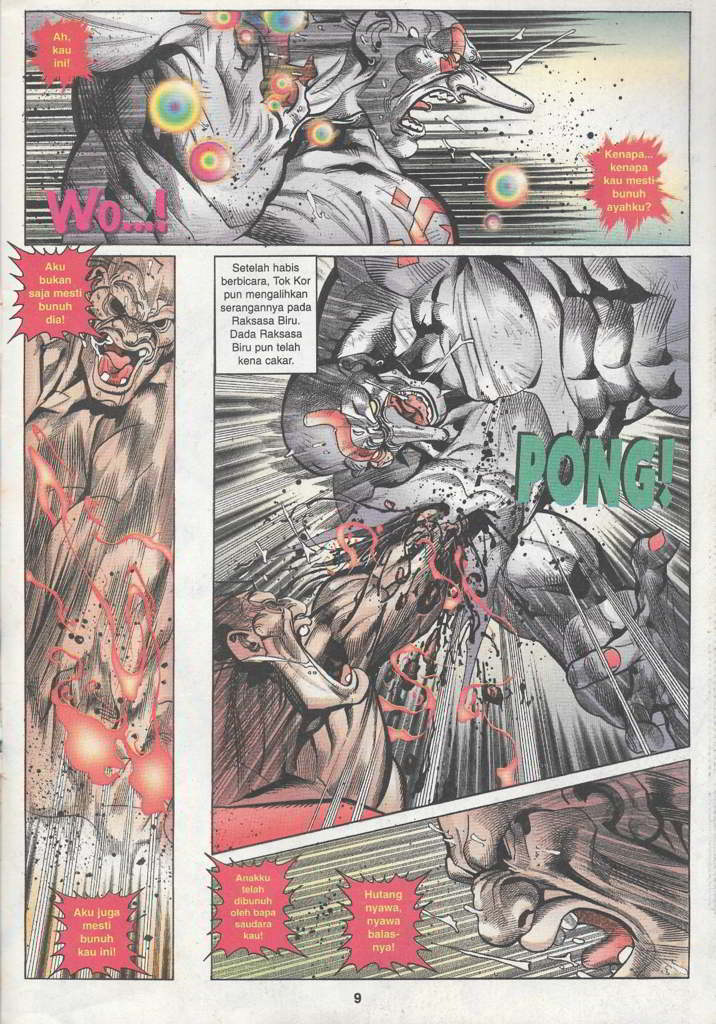 Ah,
kau
ini!
Wo...!
Kenapa...
kenapa
kau mesti
bunuh
ayahku?
Aku
bukan
saja mesti
bunuh
dia!
Aku juga
mesti
bunuh
kau ini!
Setelah habis
berbicara, Tok Kor
pun mengalihkan
serangannya pada
Raksasa Biru.
Dada Raksasa
Biru pun telah
kena cakar.
PONG!
Anakku
telah
dibunuh
oleh bapa
saudara
kau!
Hutang
nyawa,
nyawa
balas-
nya!
9